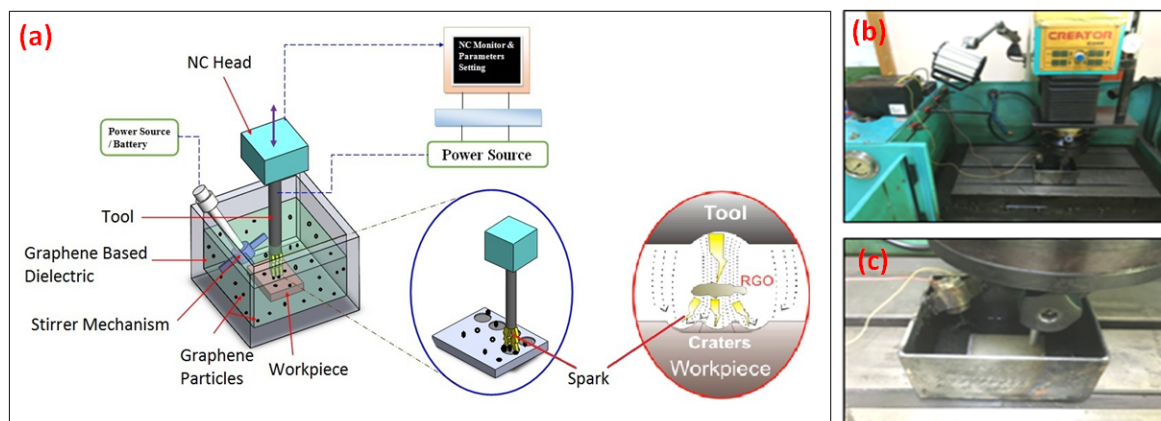 (a)
NC Head
NC Monitor &
Parameters
Setting
Power Source
/ Battery
Power Source
Tool
Graphene Based
Dielectric
Stirrer Mechanism
Graphene
Particles
Workpiece
Spark
Tool
RGO
Craters
Workpiece
(b)
CREATOR
(c)